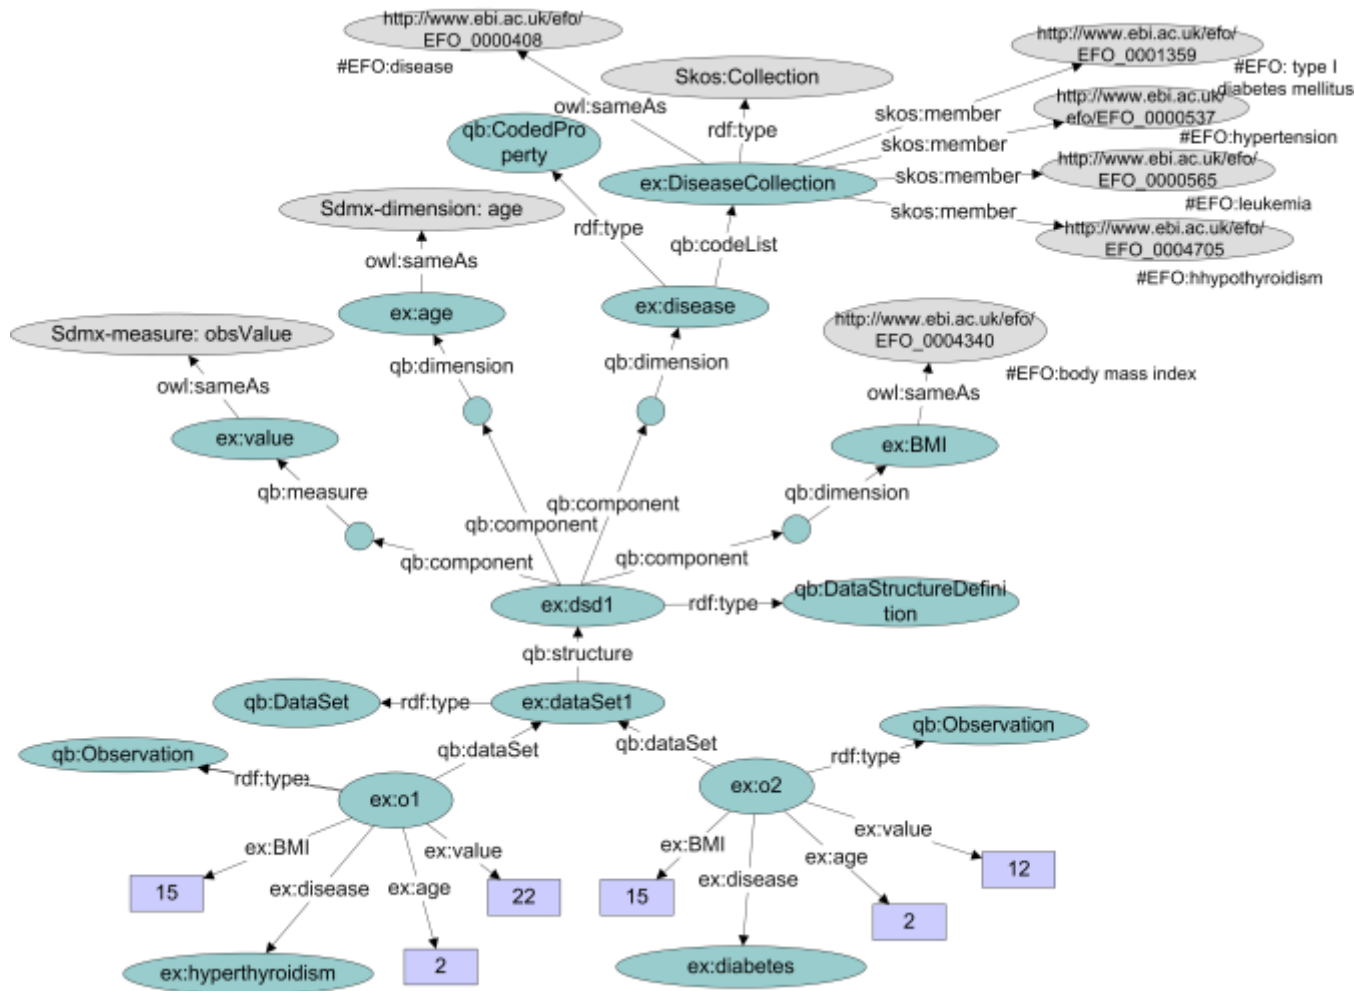 http://www.ebi.ac.uk/efo/
EFO_0000408
#EFO:disease
http://www.ebi.ac.uk/efo/
EFO_0001359
#EFO: type I
diabetes mellitus
Skos:Collection
owl:sameAs
rdf:type
skos:member
http://www.ebi.ac.uk/
efo/EFO_0000537
#EFO:hypertension
skos:member
qb:CodedPro
perty
ex:DiseaseCollection
skos:member
http://www.ebi.ac.uk/efo/
EFO_0000565
#EFO:leukemia
skos:member
http://www.ebi.ac.uk/efo/
EFO_0004705
#EFO:hhypothyroidism
Sdmx-dimension: age
rdf:type
qb:codeList
owl:sameAs
ex:age
ex:disease
Sdmx-measure: obsValue
http://www.ebi.ac.uk/efo/
EFO_0004340
#EFO:body mass index
qb:dimension
qb:dimension
owl:sameAs
owl:sameAs
ex:value
ex:BMI
qb:measure
qb:dimension
qb:component
qb:component
qb:component
qb:component
ex:dsd1
rdf:type
qb:DataStructureDefini
tion
qb:structure
qb:DataSet
rdf:type
ex:dataSet1
qb:Observation
qb:dataSet
qb:dataSet
qb:Observation
rdf:type
rdf:type
ex:o1
ex:o2
ex:BMI
ex:value
ex:disease
ex:age
15
22
2
ex:hyperthyroidism
ex:BMI
ex:value
ex:age
ex:disease
15
12
2
ex:diabetes